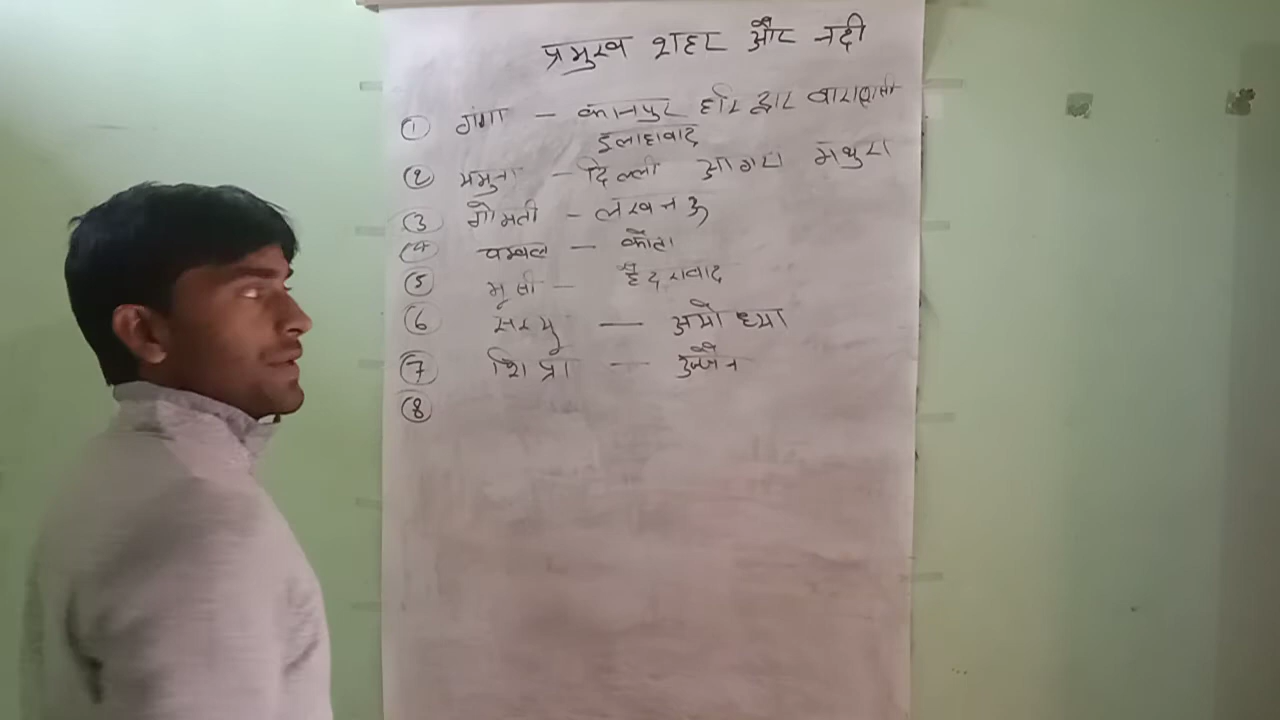 प्रमुख शहर और नदी
① गंगा - कानपुर हरिद्वार वाराणासी
इलाहावाद
② यमुना - दिल्ली आगरा मथुरा
③ गोमती - लखनऊ
④ चम्बल - कोटा
⑤ मूसी - हैदरावाद
⑥ सरयू - अयोध्या
⑦ शिप्रा - उज्जैन
⑧